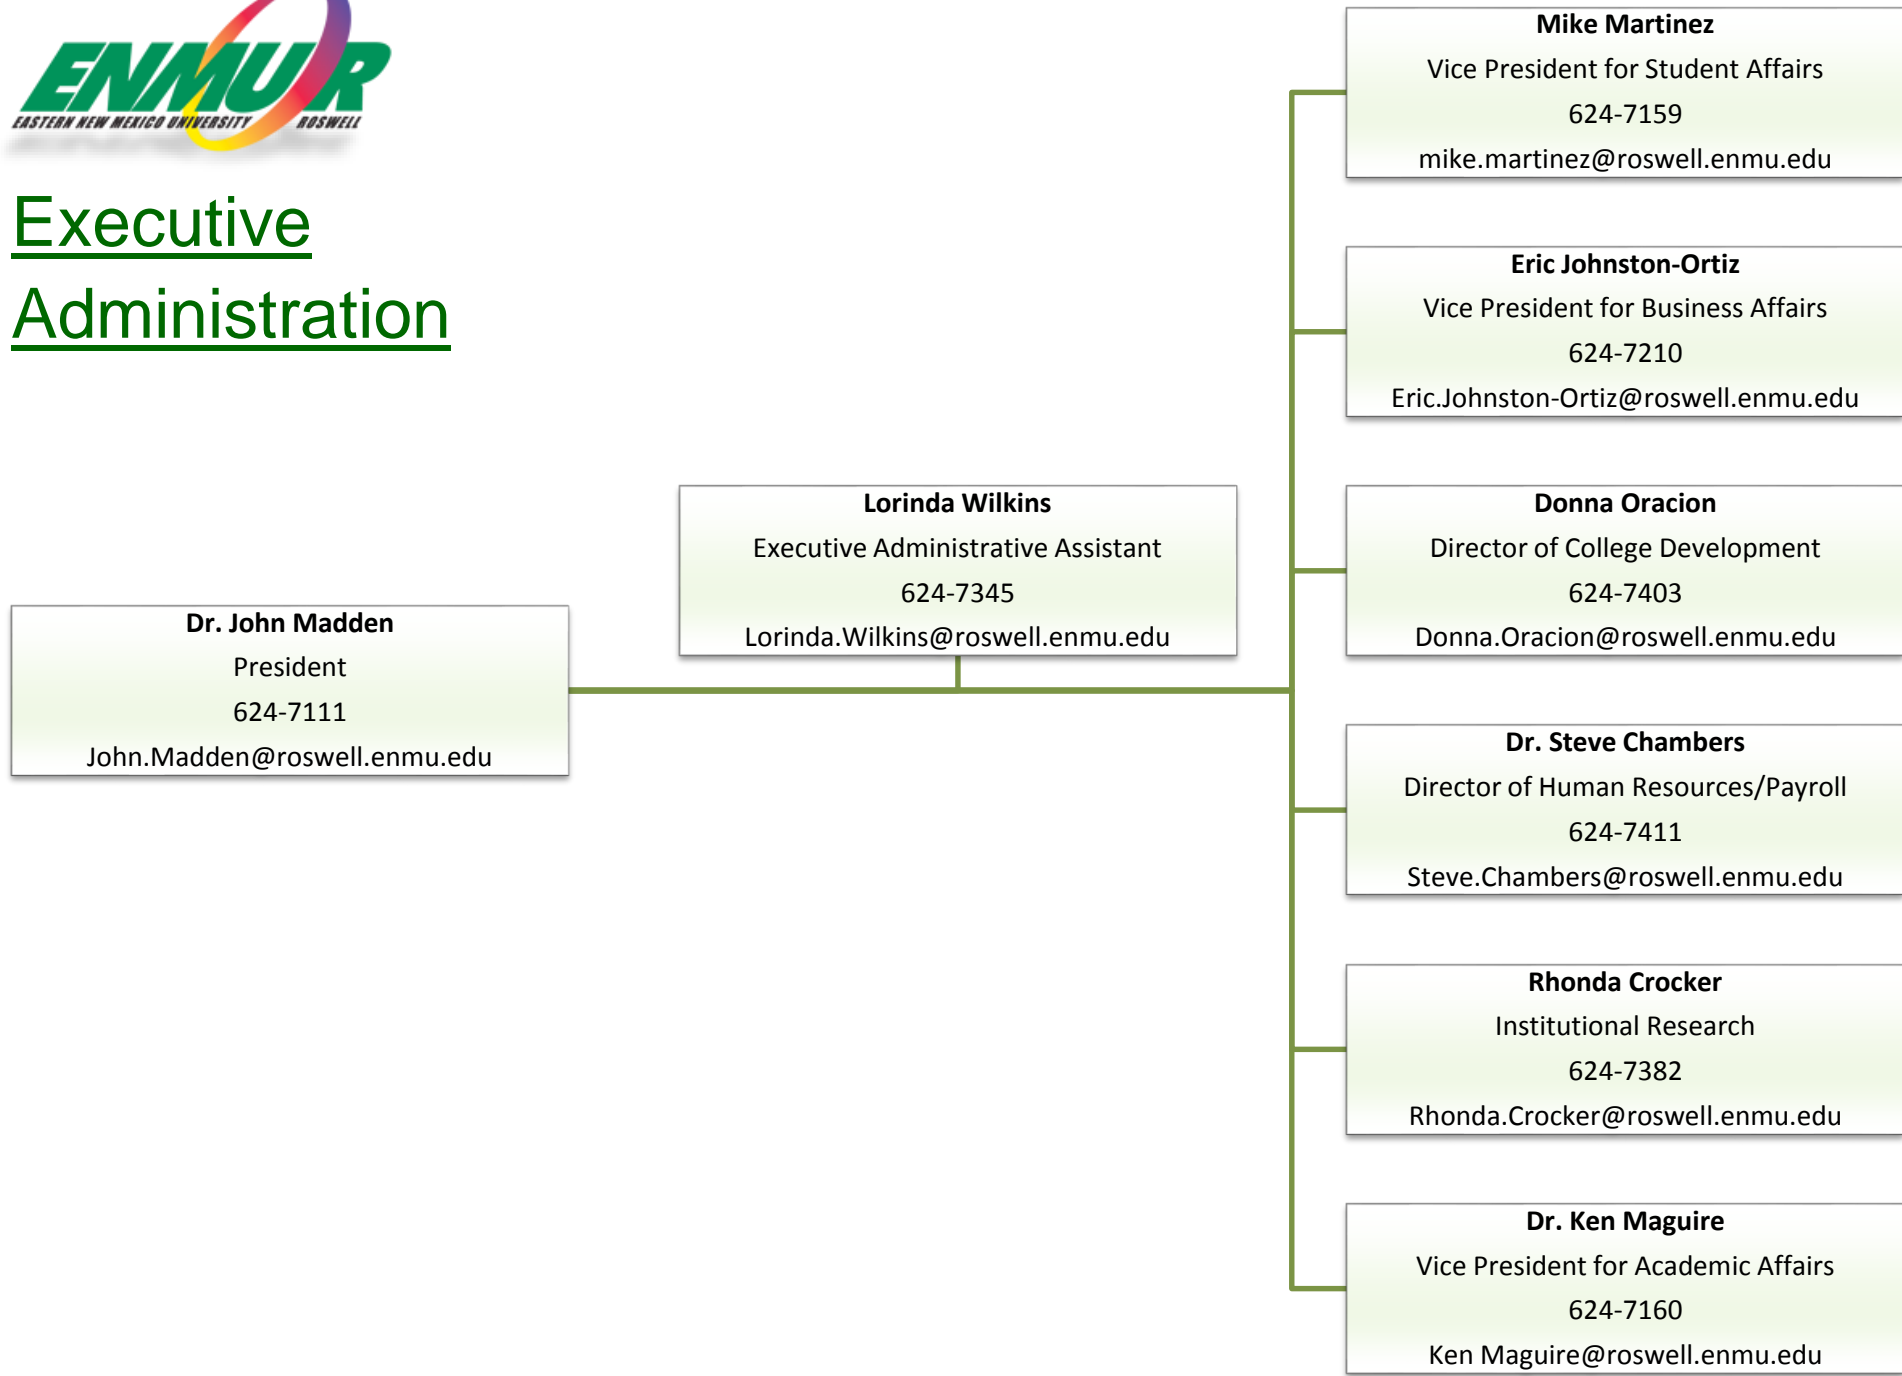 ENMU R
EASTERN NEW MEXICO UNIVERSITY ROSWELL
Executive
Administration
Dr. John Madden
President
624-7111
John.Madden@roswell.enmu.edu
Lorinda Wilkins
Executive Administrative Assistant
624-7345
Lorinda.Wilkins@roswell.enmu.edu
Mike Martinez
Vice President for Student Affairs
624-7159
mike.martinez@roswell.enmu.edu
Eric Johnston-Ortiz
Vice President for Business Affairs
624-7210
Eric.Johnston-Ortiz@roswell.enmu.edu
Donna Oracion
Director of College Development
624-7403
Donna.Oracion@roswell.enmu.edu
Dr. Steve Chambers
Director of Human Resources/Payroll
624-7411
Steve.Chambers@roswell.enmu.edu
Rhonda Crocker
Institutional Research
624-7382
Rhonda.Crocker@roswell.enmu.edu
Dr. Ken Maguire
Vice President for Academic Affairs
624-7160
Ken Maguire@roswell.enmu.edu